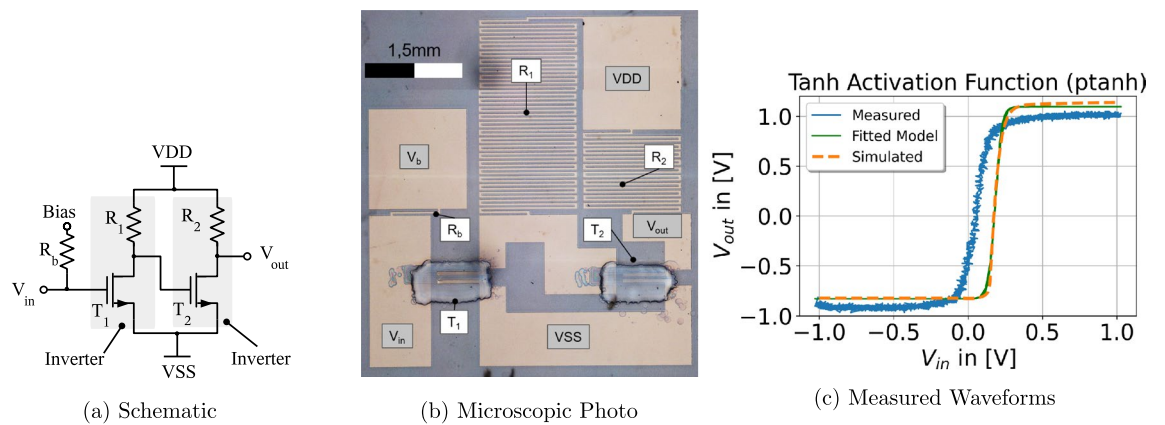 VDD
R1
R2
Bias
Rb
Vin
Vout
T1
T2
Inverter
Inverter
VSS
(a) Schematic
1,5mm
R1
VDD
Vb
R2
Rb
T2
Vout
T1
Vin
VSS
(b) Microscopic Photo
Tanh Activation Function (ptanh)
Measured
Fitted Model
Simulated
1.0
0.5
0.0
−0.5
−1.0
Vout in [V]
−1.0 −0.5 0.0 0.5 1.0
Vin in [V]
(c) Measured Waveforms